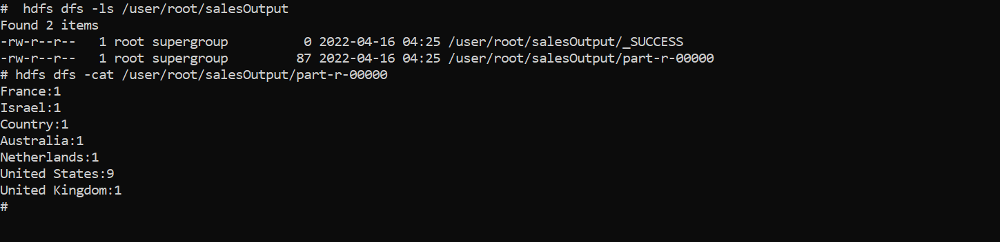 #  hdfs dfs -ls /user/root/salesOutput
Found 2 items
-rw-r--r--   1 root supergroup          0 2022-04-16 04:25 /user/root/salesOutput/_SUCCESS
-rw-r--r--   1 root supergroup         87 2022-04-16 04:25 /user/root/salesOutput/part-r-00000
# hdfs dfs -cat /user/root/salesOutput/part-r-00000
France:1
Israel:1
Country:1
Australia:1
Netherlands:1
United States:9
United Kingdom:1
#